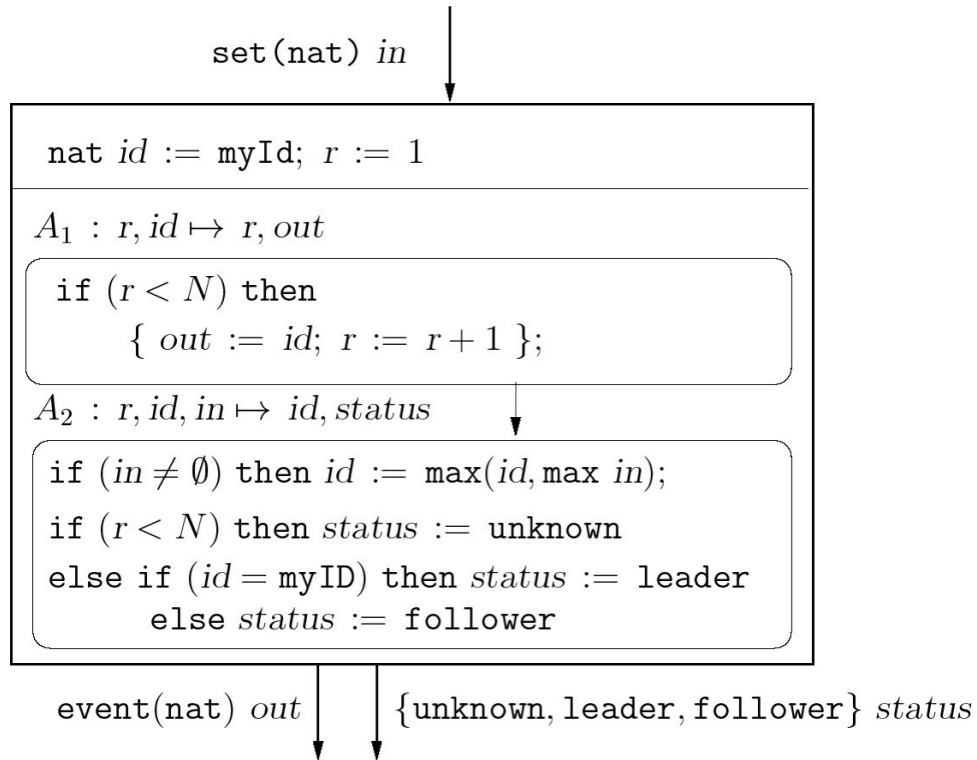 set(nat) in
nat id := myId; r := 1
A₁ : r, id ↦ r, out
if (r < N) then
{ out := id; r := r + 1 };
A₂ : r, id, in ↦ id, status
if (in ≠ ∅) then id := max(id, max in);
if (r < N) then status := unknown
else if (id = myID) then status := leader
else status := follower
event(nat) out
{unknown, leader, follower} status